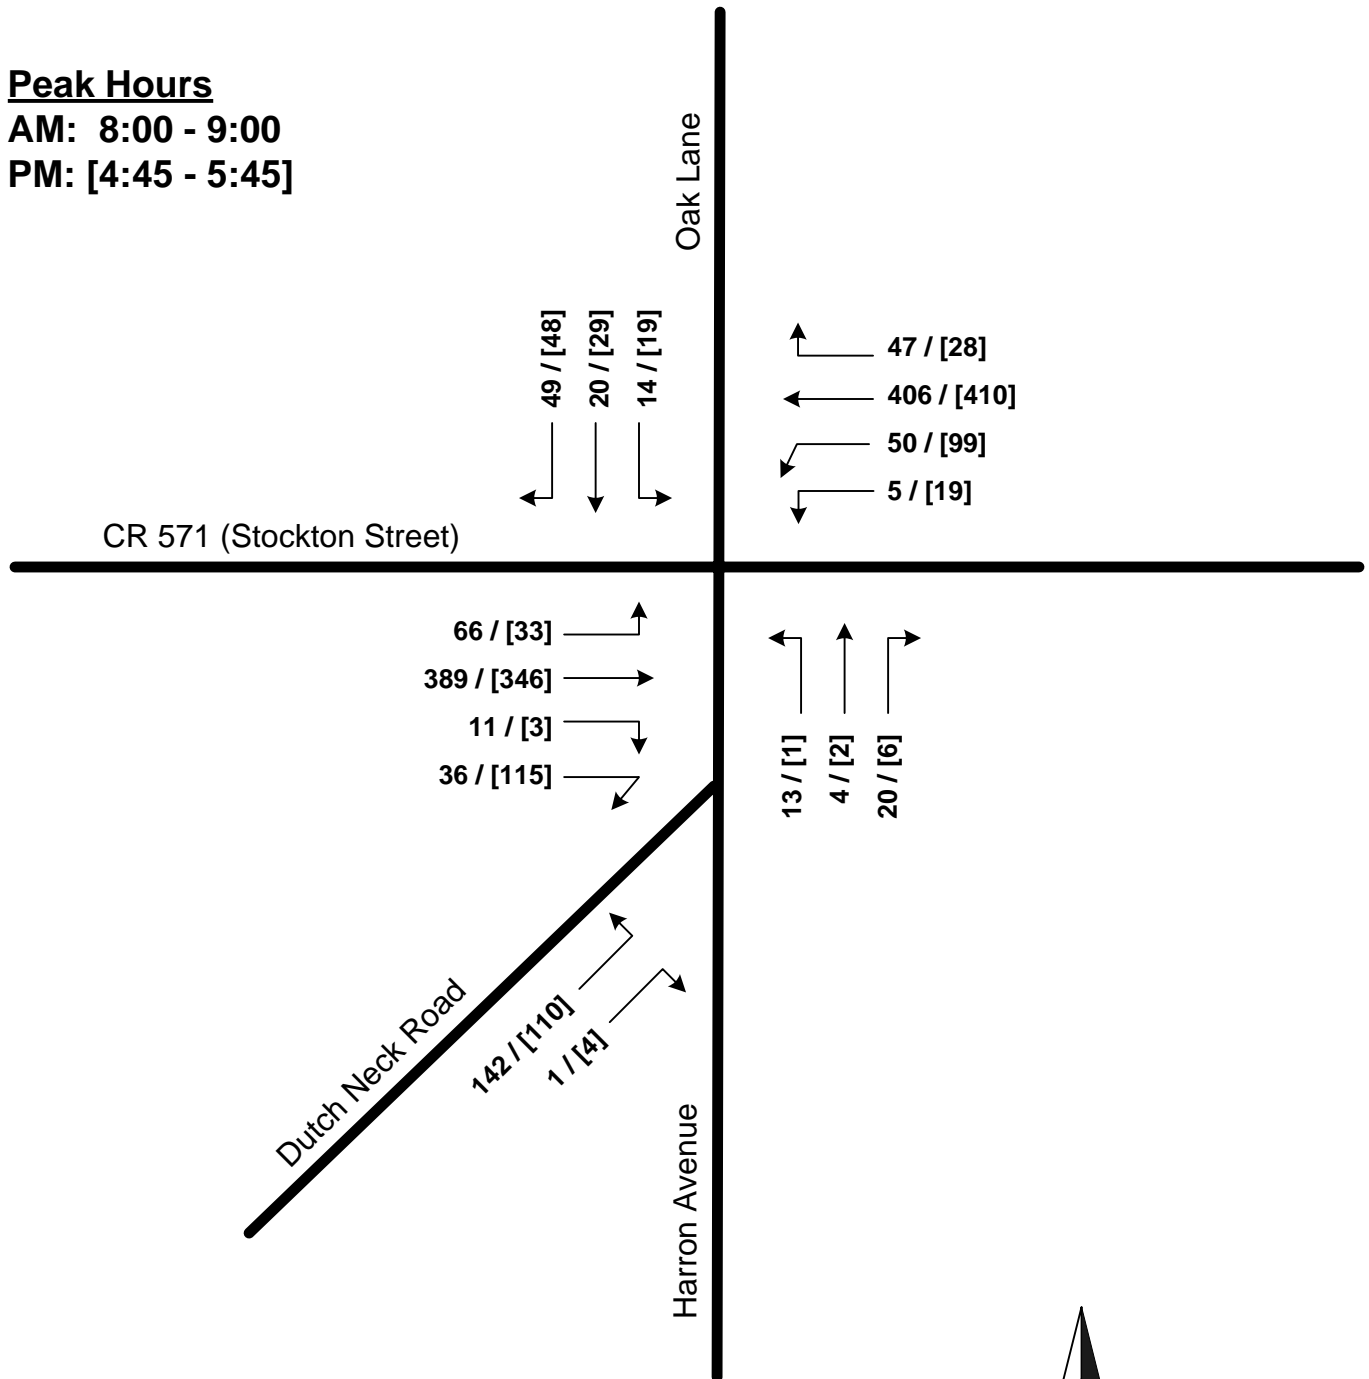 Peak Hours
AM: 8:00 - 9:00
PM: [4:45 - 5:45]
Oak Lane
49 / [48]
20 / [29]
14 / [19]
47 / [28]
406 / [410]
50 / [99]
5 / [19]
CR 571 (Stockton Street)
66 / [33]
389 / [346]
11 / [3]
36 / [115]
13 / [1]
4 / [2]
20 / [6]
Dutch Neck Road
142 / [110]
1 / [4]
Harron Avenue